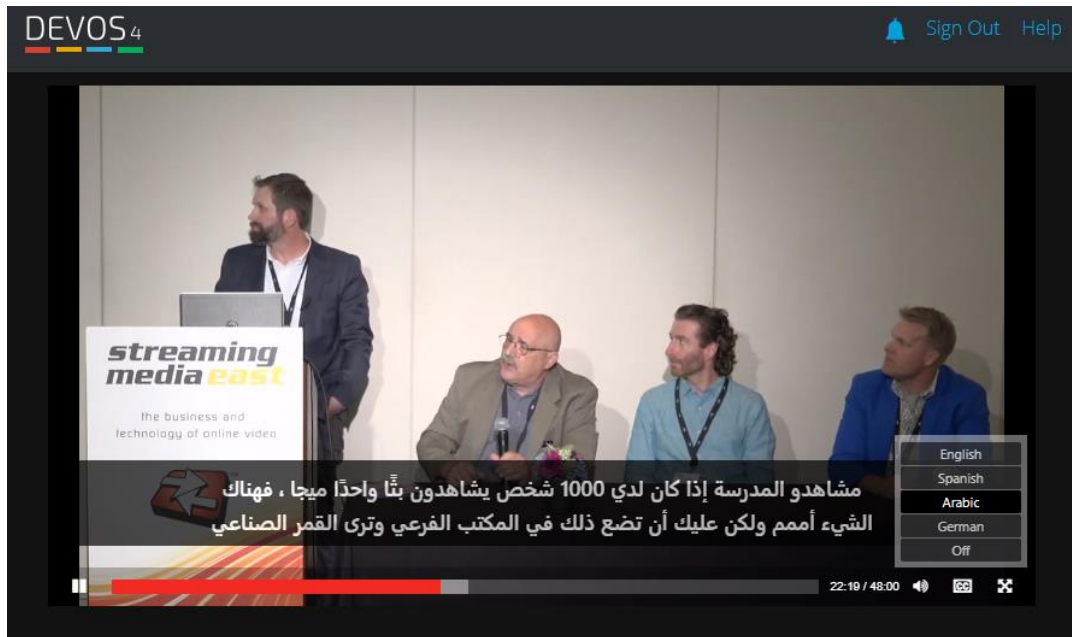 DEVOS4
Sign Out Help
streaming
media east
the business and
technology of online video
مشاهدو المدرسة إذا كان لدي 1000 شخص يشاهدون بثًا واحدًا ميجا ، فهناك
الشيء أممم ولكن عليك أن تضع ذلك في المكتب الفرعي وترى القمر الصناعي
English
Spanish
Arabic
German
Off
22:19 / 48:00
CC